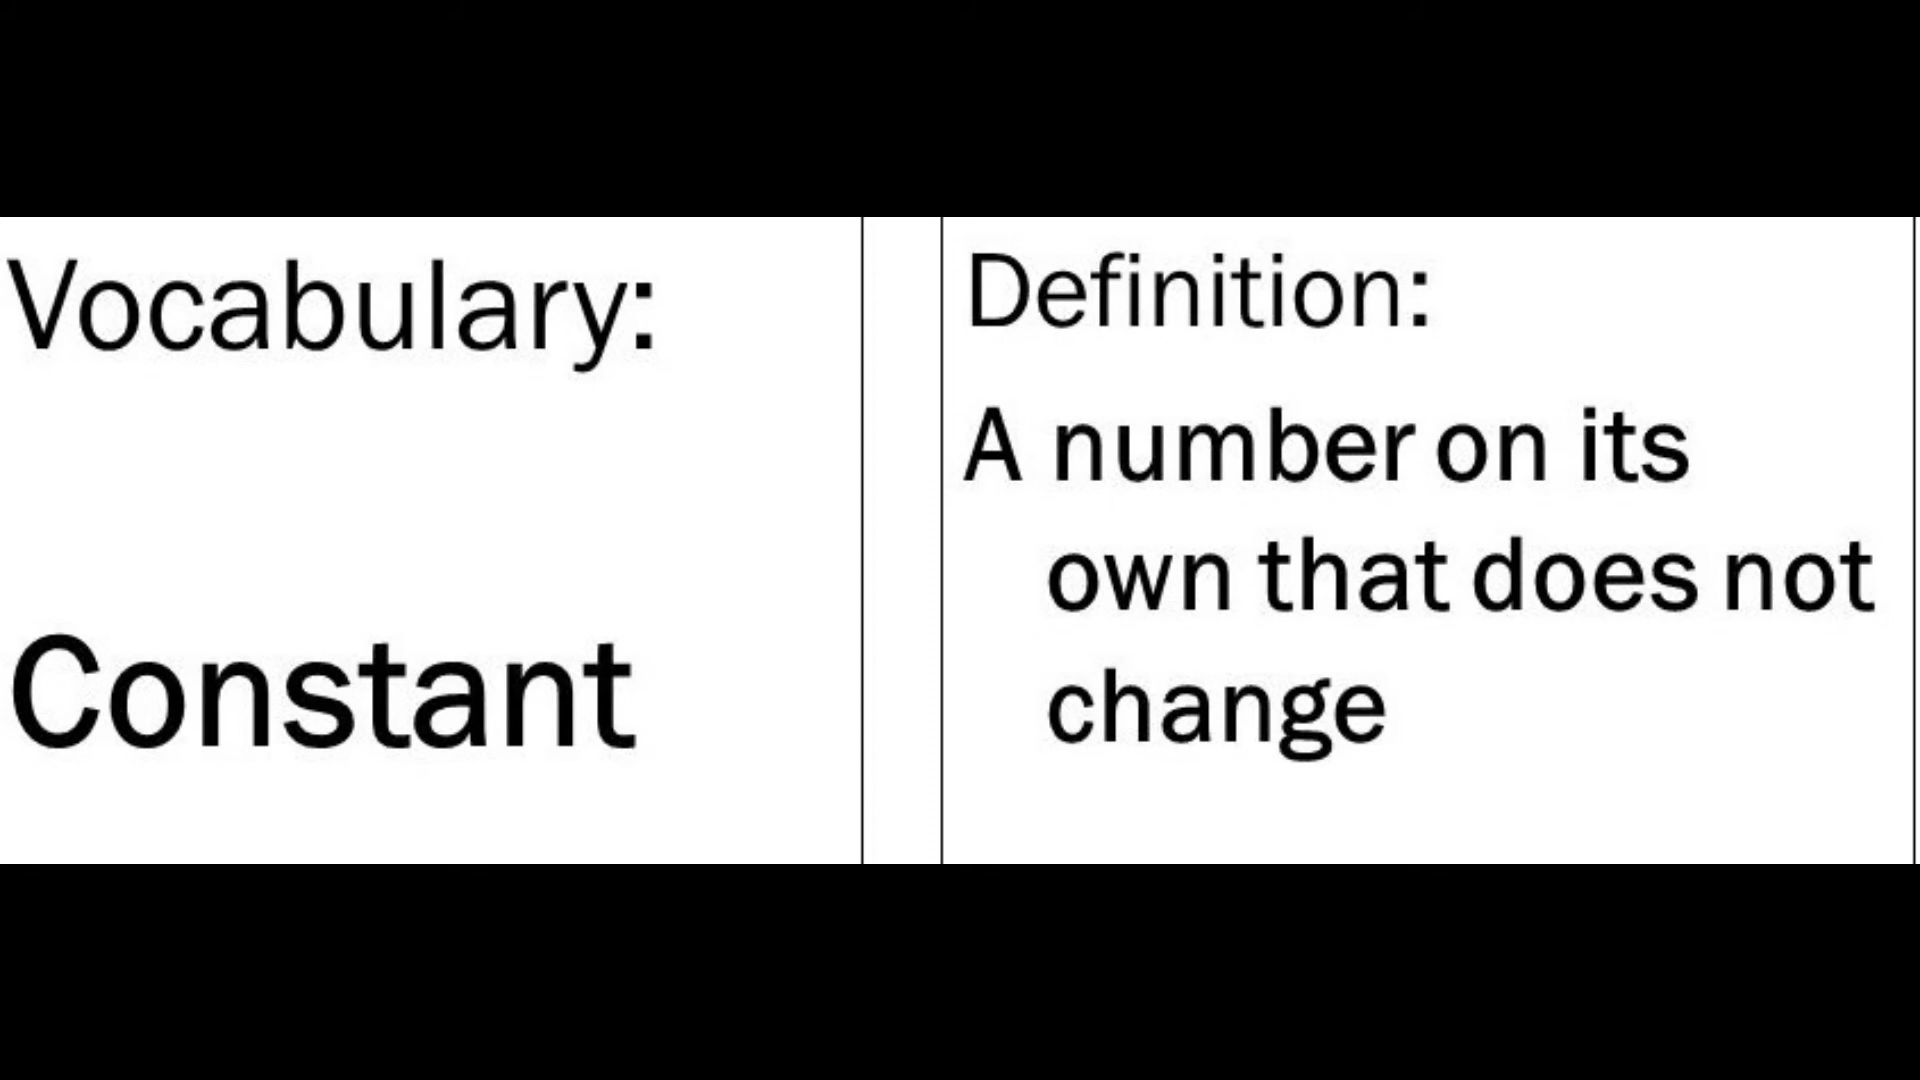 Vocabulary:
Constant
Definition:
A number on its
own that does not
change